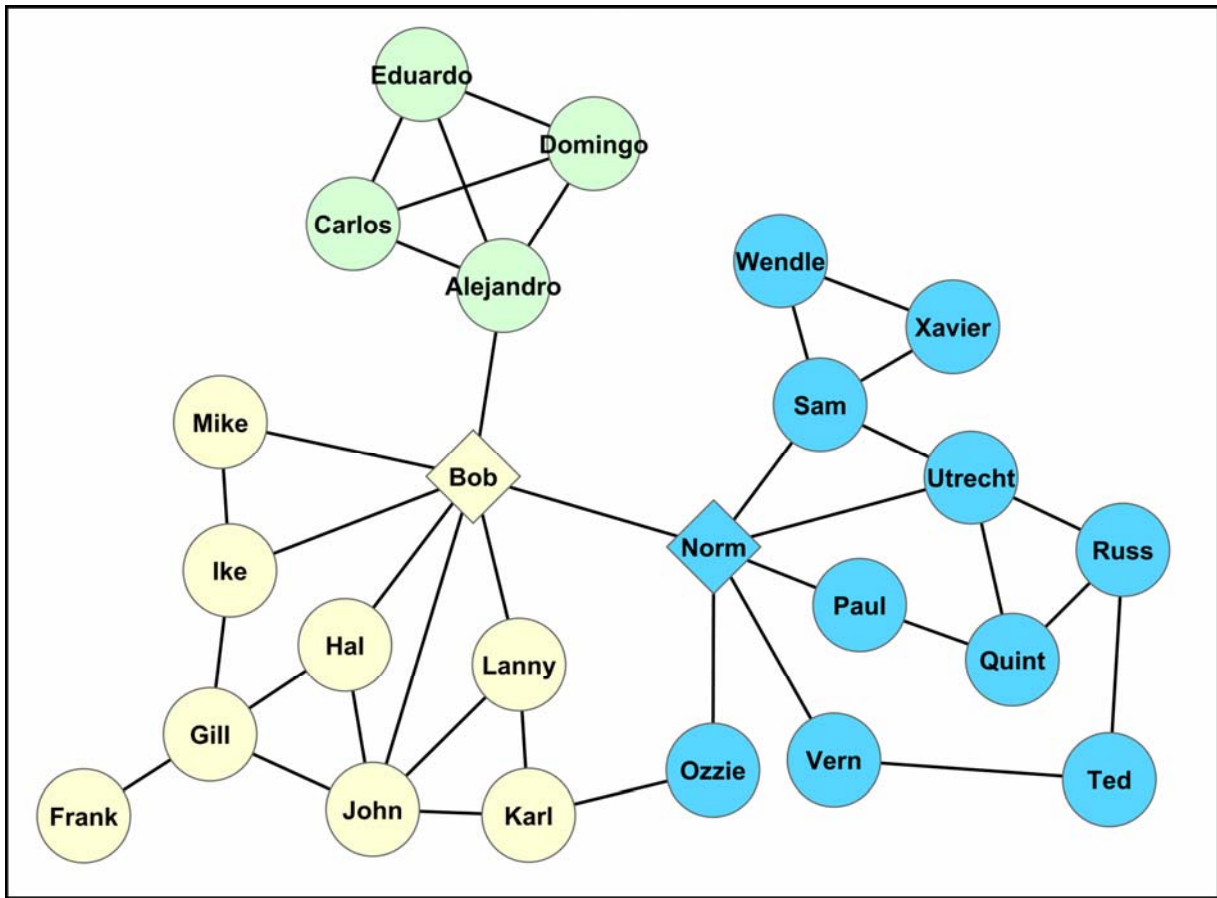 Eduardo
Domingo
Carlos
Wendle
Alejandro
Xavier
Sam
Mike
Bob
Utrecht
Norm
Russ
Ike
Paul
Hal
Lanny
Quint
Gill
Ozzie
Vern
Ted
Frank
John
Karl